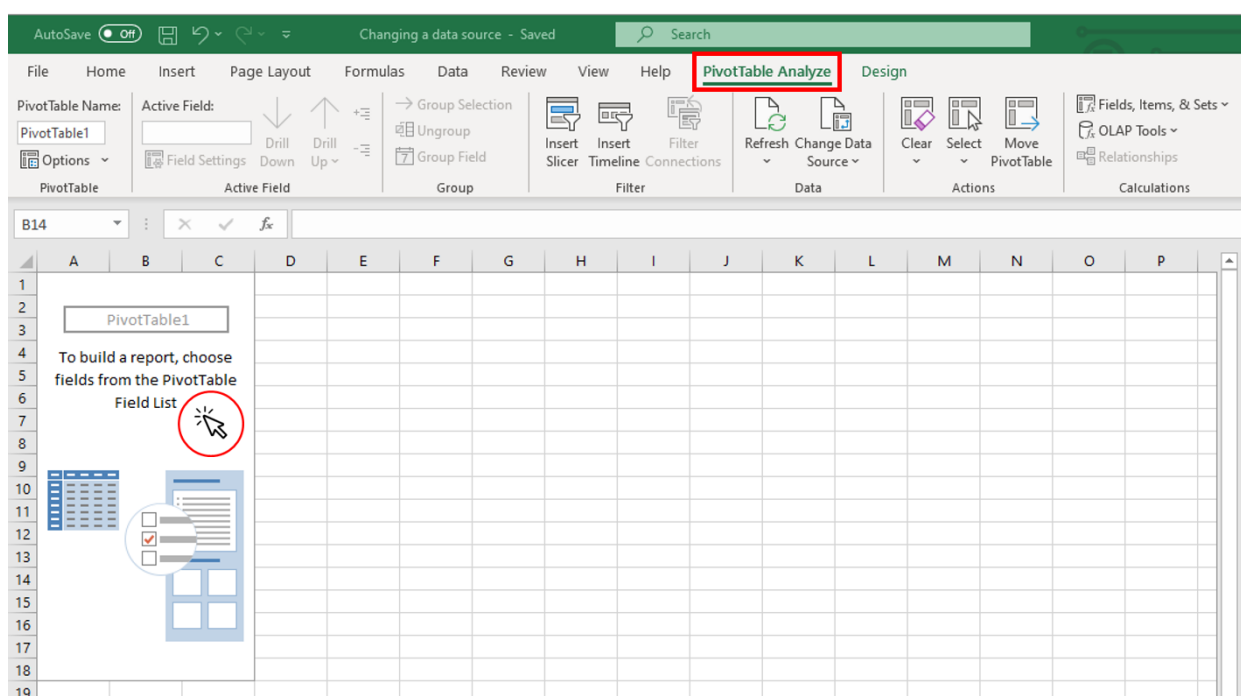 AutoSave Off Changing a data source - Saved Search
File Home Insert Page Layout Formulas Data Review View Help PivotTable Analyze Design
PivotTable Name: Active Field:
PivotTable1
Options
Field Settings
Drill Down
Drill Up
PivotTable
Active Field
Group Selection
Ungroup
7 Group Field
Group
Insert Slicer
Insert Timeline
Filter Connections
Filter
Refresh
Change Data Source
Data
Clear
Select
Move PivotTable
Actions
Fields, Items, & Sets
OLAP Tools
Relationships
Calculations
B14 fx
A B C D E F G H I J K L M N O P
1
2
3
4
5
6
7
8
9
10
11
12
13
14
15
16
17
18
19
PivotTable1
To build a report, choose
fields from the PivotTable
Field List